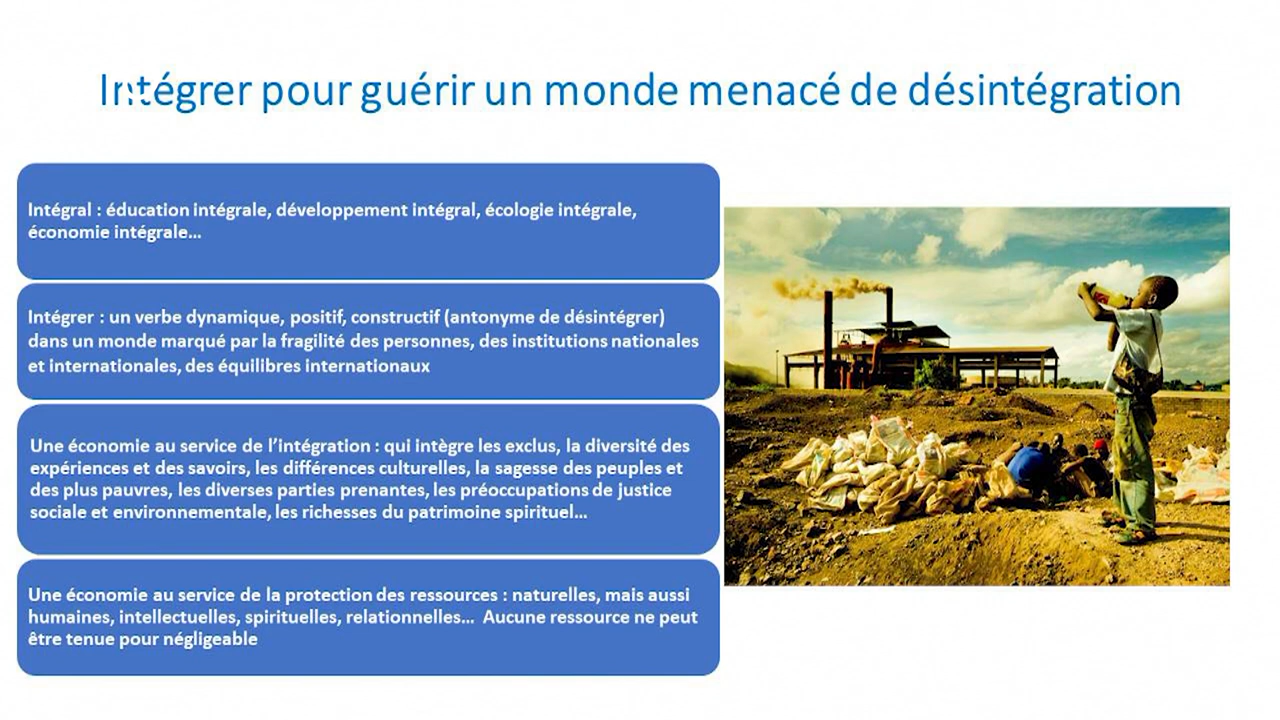 Intégrer pour guérir un monde menacé de désintégration
Intégral : éducation intégrale, développement intégral, écologie intégrale,
économie intégrale…
Intégrer : un verbe dynamique, positif, constructif (antonyme de désintégrer)
dans un monde marqué par la fragilité des personnes, des institutions nationales
et internationales, des équilibres internationaux
Une économie au service de l’intégration : qui intègre les exclus, la diversité des
expériences et des savoirs, les différences culturelles, la sagesse des peuples et
des plus pauvres, les diverses parties prenantes, les préoccupations de justice
sociale et environnementale, les richesses du patrimoine spirituel…
Une économie au service de la protection des ressources : naturelles, mais aussi
humaines, intellectuelles, spirituelles, relationnelles… Aucune ressource ne peut
être tenue pour négligeable